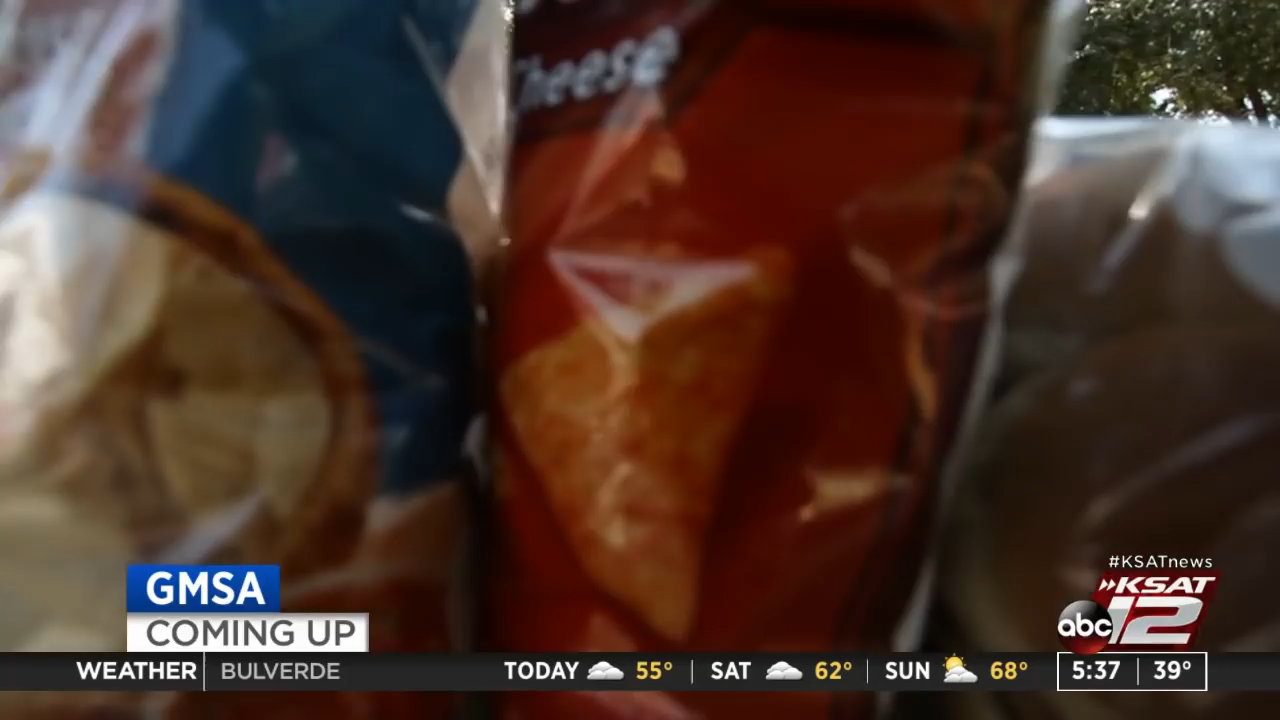 Cheese
#KSATnews
KSAT
abc 12
GMSA
COMING UP
WEATHER BULVERDE TODAY 55° SAT 62° SUN 68° 5:37 39°